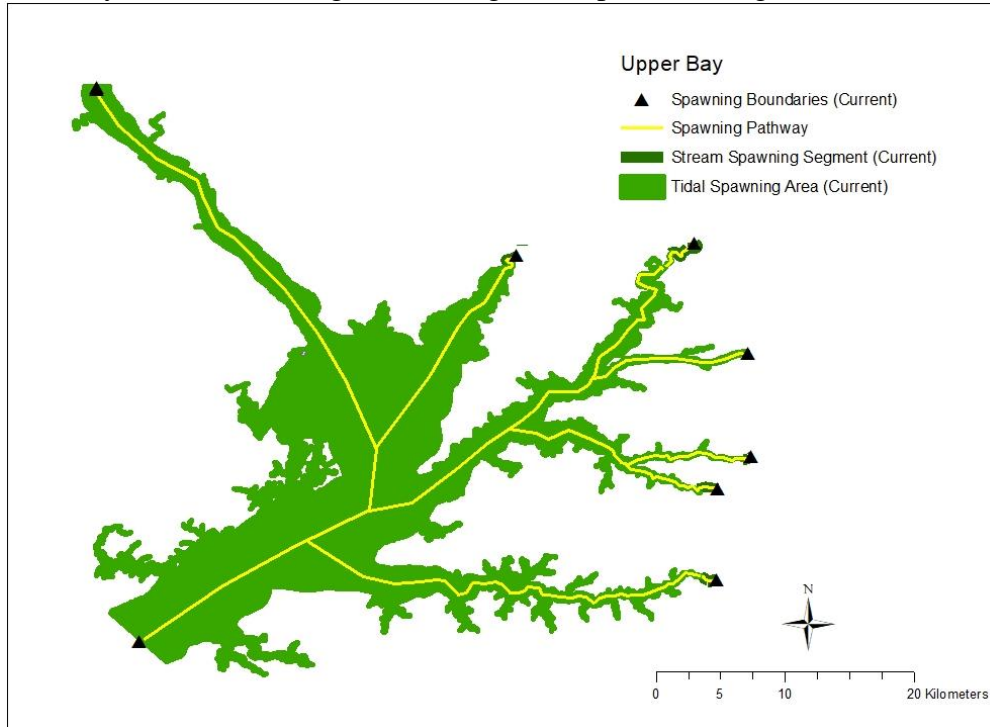 Upper Bay
Spawning Boundaries (Current)
Spawning Pathway
Stream Spawning Segment (Current)
Tidal Spawning Area (Current)
N
0 5 10 20 Kilometers